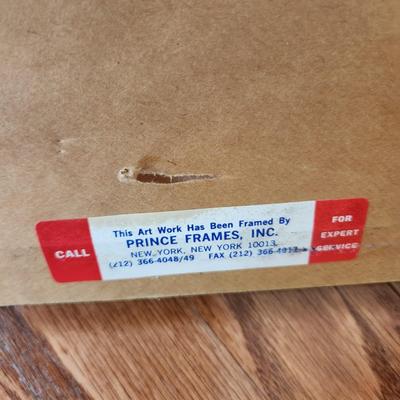 CALL
This Art Work Has Been Framed By
PRINCE FRAMES, INC.
NEW YORK, NEW YORK 10013
(212) 366-4048/49 FAX (212)
FOR
EXPERT
SERVICE